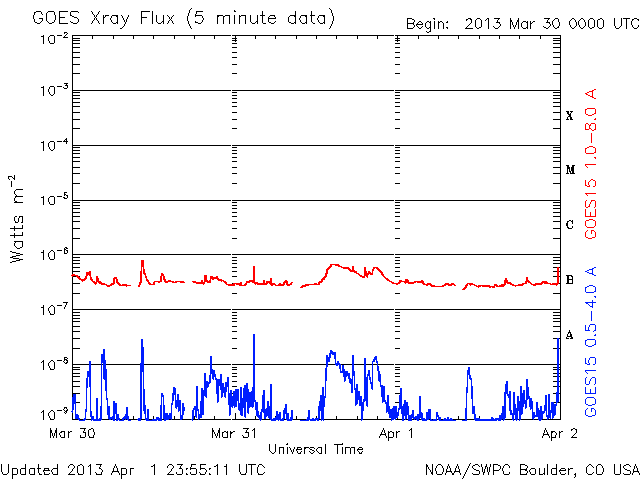 GOES Xray Flux (5 minute data)
Begin: 2013 Mar 30 0000 UTC
10⁻²
10⁻³
10⁻⁴
10⁻⁵
10⁻⁶
10⁻⁷
10⁻⁸
10⁻⁹
Watts m⁻²
X
M
C
B
A
GOES15 1.0-8.0 A
GOES15 0.5-4.0 A
Mar 30
Mar 31
Apr 1
Apr 2
Universal Time
Updated 2013 Apr 1 23:55:11 UTC
NOAA/SWPC Boulder, CO USA